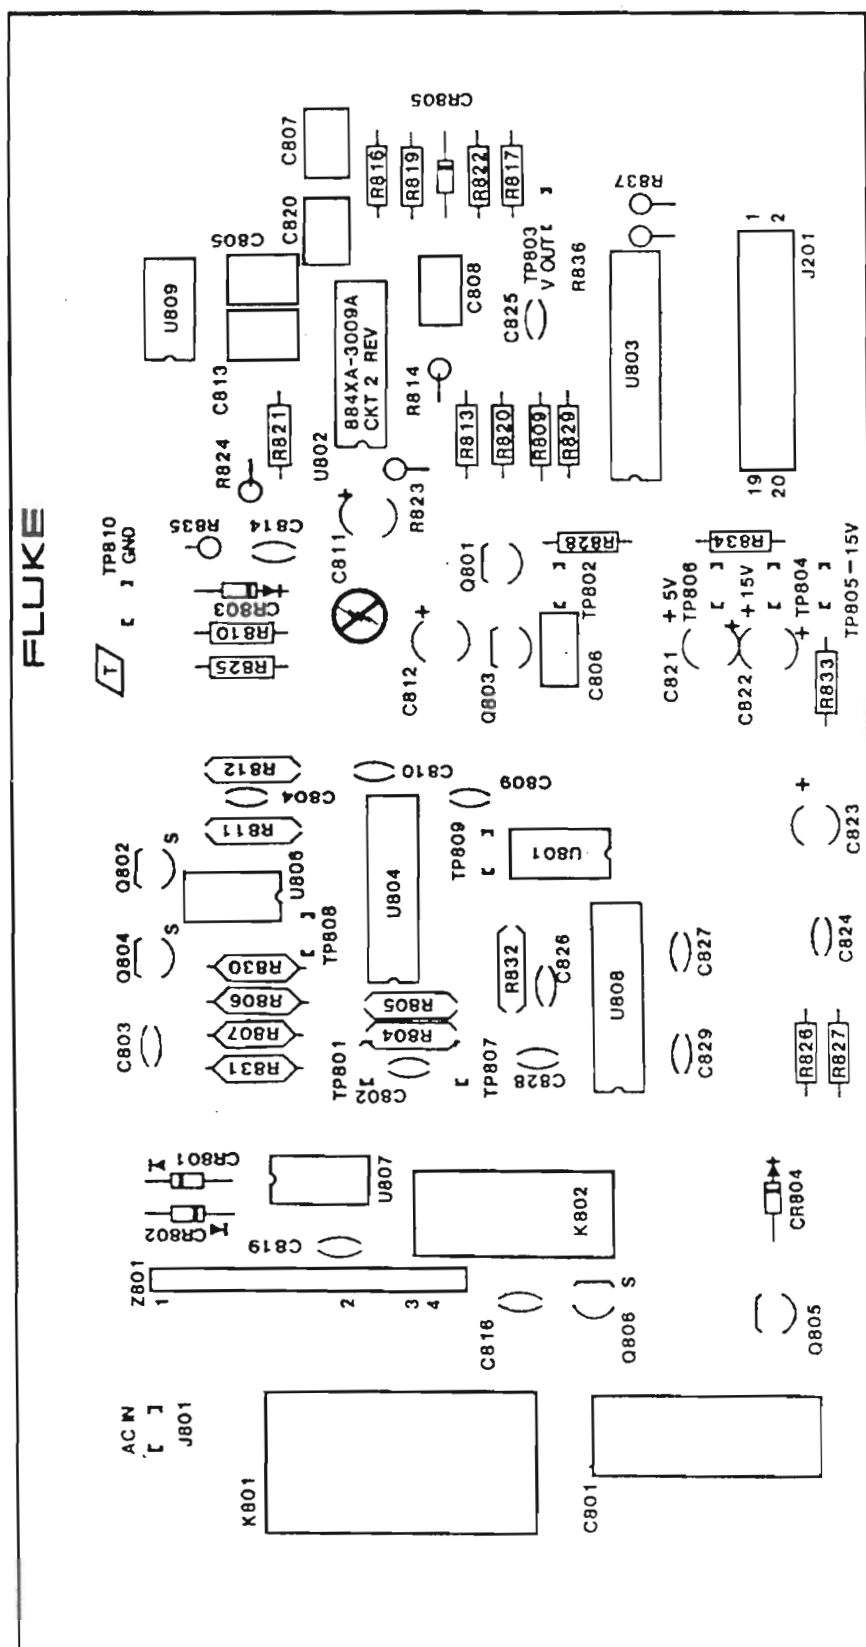 FLUKE
C807
CR805
C820
C805
U809
R816
R819
R822
R817
R837
C813
C808
TP803
V OUT
C825
R836
1
2
J201
R824
R821
U802
884XA-3009A
CKT 2 REV
R814
U803
R813
R820
R809
R829
19
20
R823
TP810
GND
R835
C814
C811
Q801
R828
R834
T
CR803
R810
R825
C812
Q803
TP802
C806
+5V
TP806
+15V
TP804
TP805-15V
C821
C822
R833
R812
C804
C810
C809
R811
TP809
U801
C823
Q802
S
U806
U804
Q804
S
TP808
R830
R806
R807
R831
R832
C826
U808
C827
C824
R805
R804
C803
TP801
C802
TP807
C828
C829
R826
R827
CR801
CR802
U807
K802
CR804
C819
Z801
1
2
3
4
C816
Q806
S
Q805
AC IN
J801
K801
C801